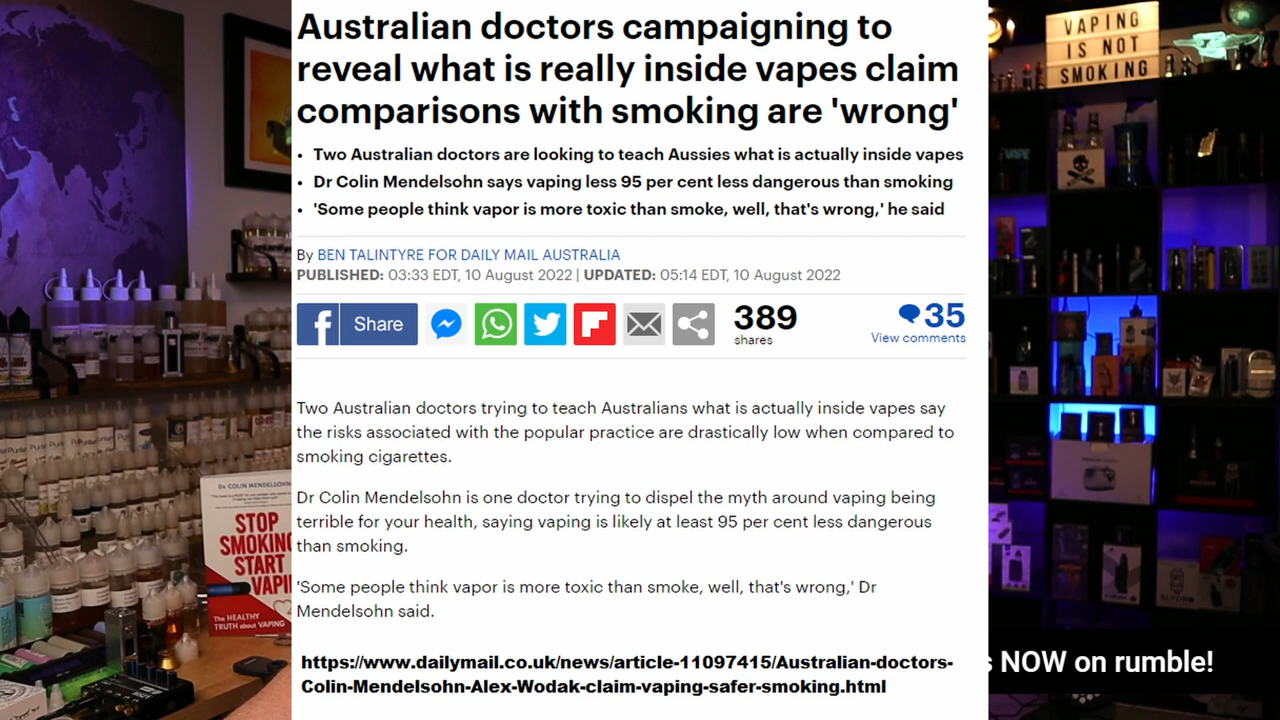 Australian doctors campaigning to
reveal what is really inside vapes claim
comparisons with smoking are 'wrong'
• Two Australian doctors are looking to teach Aussies what is actually inside vapes
• Dr Colin Mendelsohn says vaping less 95 per cent less dangerous than smoking
• 'Some people think vapor is more toxic than smoke, well, that's wrong,' he said
By BEN TALINTYRE FOR DAILY MAIL AUSTRALIA
PUBLISHED: 03:33 EDT, 10 August 2022 | UPDATED: 05:14 EDT, 10 August 2022
f Share
389
shares
35
View comments
Two Australian doctors trying to teach Australians what is actually inside vapes say
the risks associated with the popular practice are drastically low when compared to
smoking cigarettes.
Dr Colin Mendelsohn is one doctor trying to dispel the myth around vaping being
terrible for your health, saying vaping is likely at least 95 per cent less dangerous
than smoking.
'Some people think vapor is more toxic than smoke, well, that's wrong,' Dr
Mendelsohn said.
https://www.dailymail.co.uk/news/article-11097415/Australian-doctors-
Colin-Mendelsohn-Alex-Wodak-claim-vaping-safer-smoking.html
VAPING
IS NOT
SMOKING
s NOW on rumble!
Dr COLIN MENDELSOHN
STOP
SMOKING
START
VAPI
The HEALTHY
TRUTH about VAPING